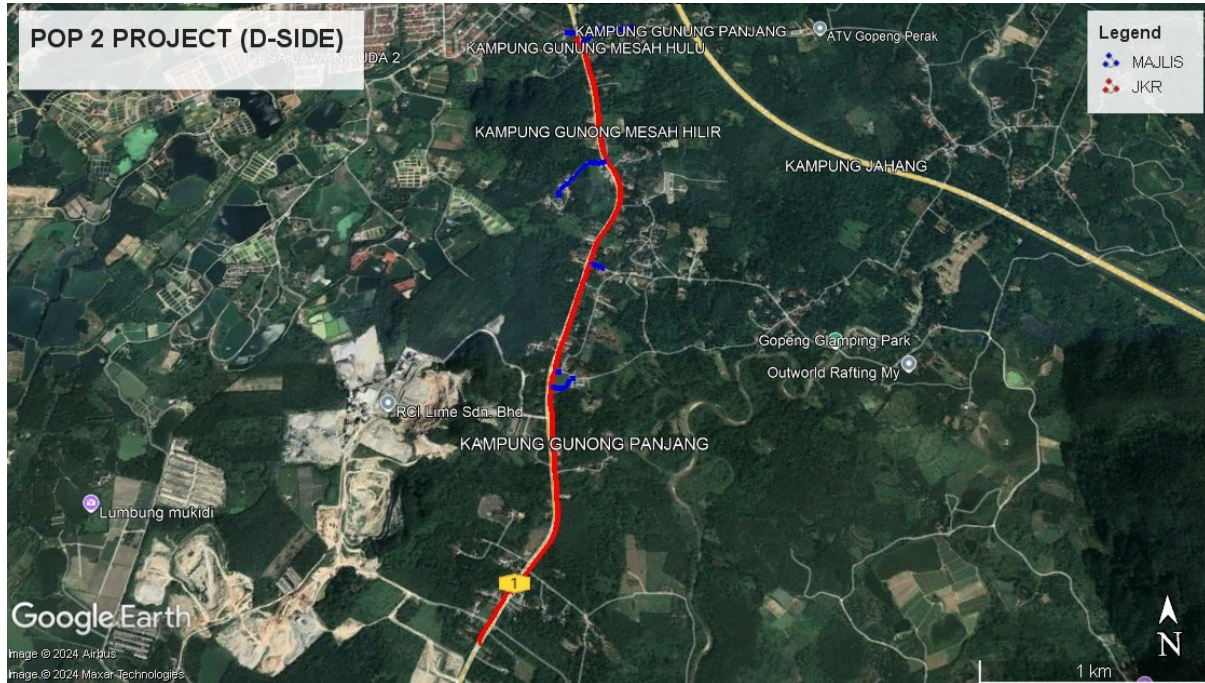 POP 2 PROJECT (D-SIDE)
DESA LAWAN KUDA 2
KAMPUNG GUNUNG PANJANG
KAMPUNG GUNUNG MESAH HULU
ATV Gopeng Perak
Legend
MAJLIS
JKR
KAMPUNG GUNONG MESAH HILIR
KAMPUNG JAHANG
Gopeng Glamping Park
Outworld Rafting My
RCI Lime Sdn. Bhd
KAMPUNG GUNONG PANJANG
Lumbung mukidi
1
Google Earth
Image © 2024 Airbus
Image © 2024 Maxar Technologies
N
1 km